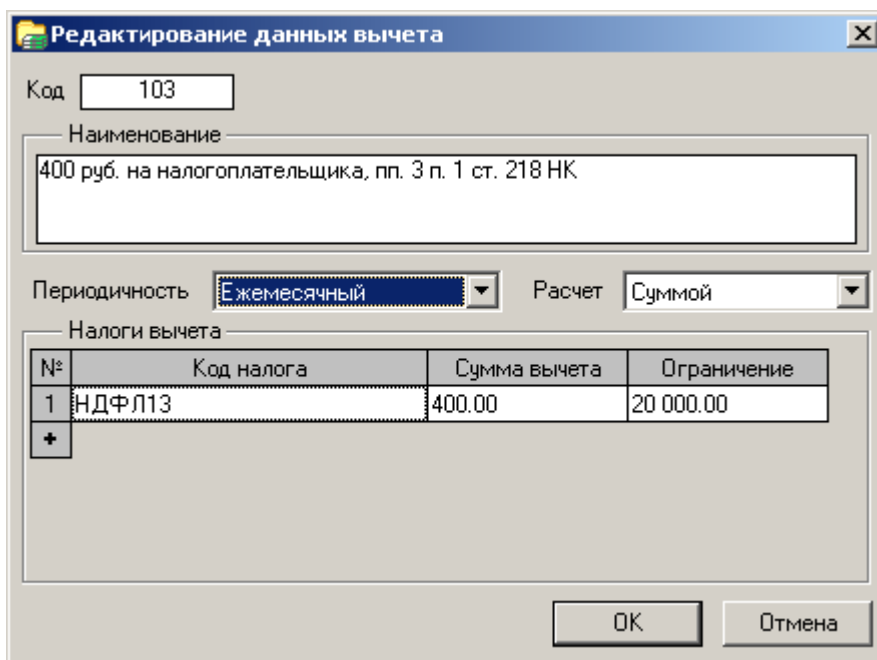 Редактирование данных вычета
Код 103
Наименование
400 руб. на налогоплательщика, пп. 3 п. 1 ст. 218 НК
Периодичность Ежемесячный Расчет Суммой
Налоги вычета
№ Код налога Сумма вычета Ограничение
1 НДФЛ13 400.00 20 000.00
+
OK Отмена